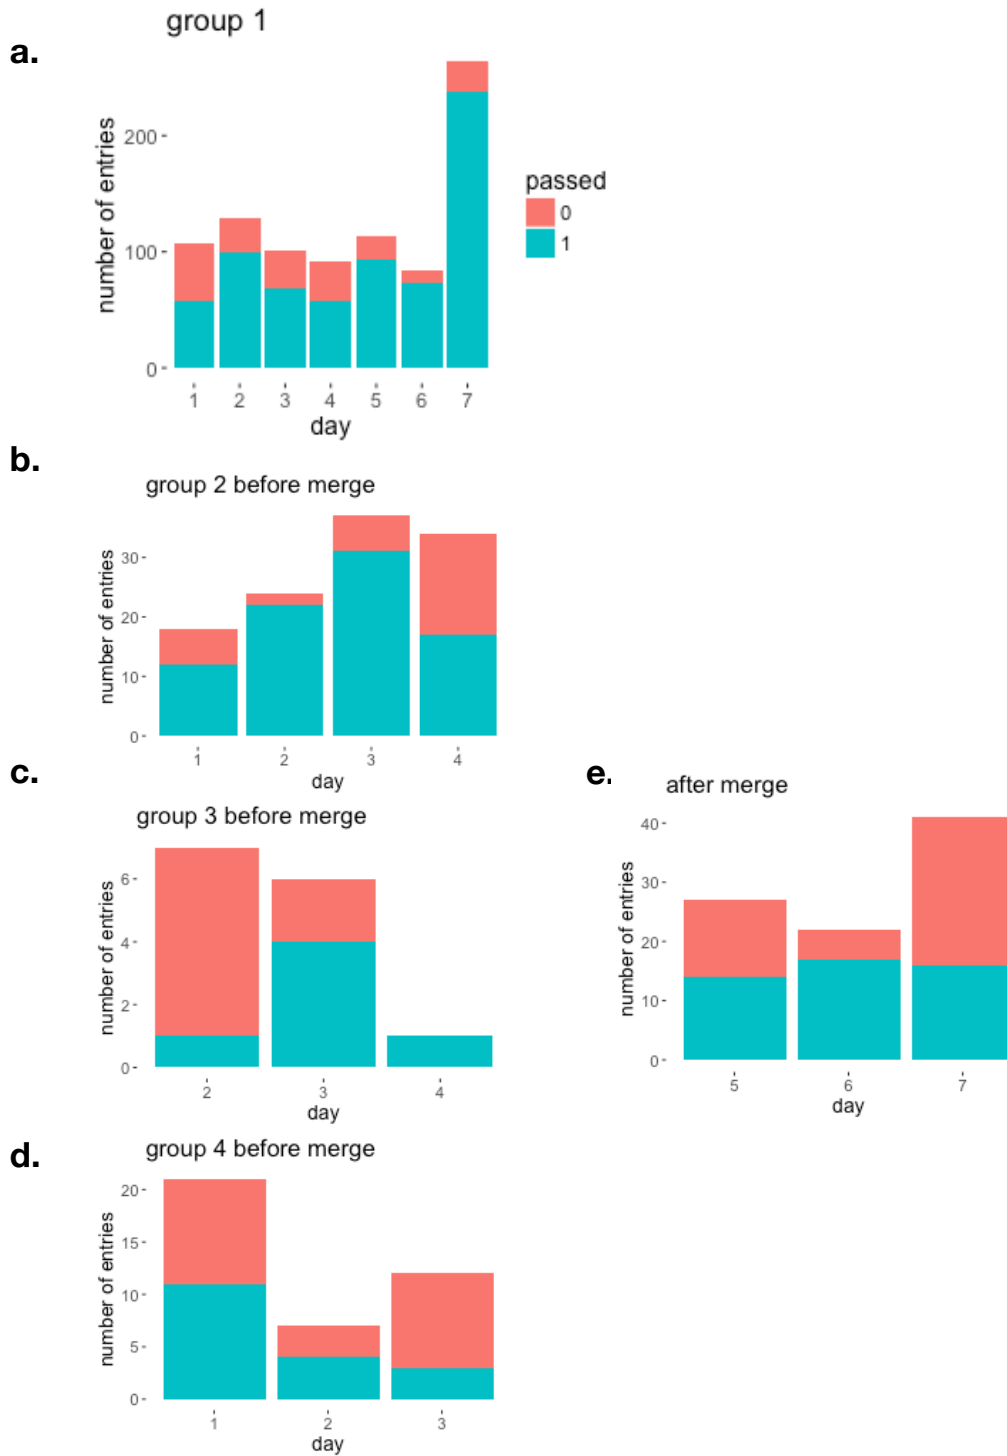 group 1
a.
number of entries
200
100
0
1 2 3 4 5 6 7
day
passed
0
1
b.
group 2 before merge
number of entries
30
20
10
0
1 2 3 4
day
c.
group 3 before merge
number of entries
6
4
2
0
2 3 4
day
e.
after merge
number of entries
40
30
20
10
0
5 6 7
day
d.
group 4 before merge
number of entries
20
15
10
5
0
1 2 3
day